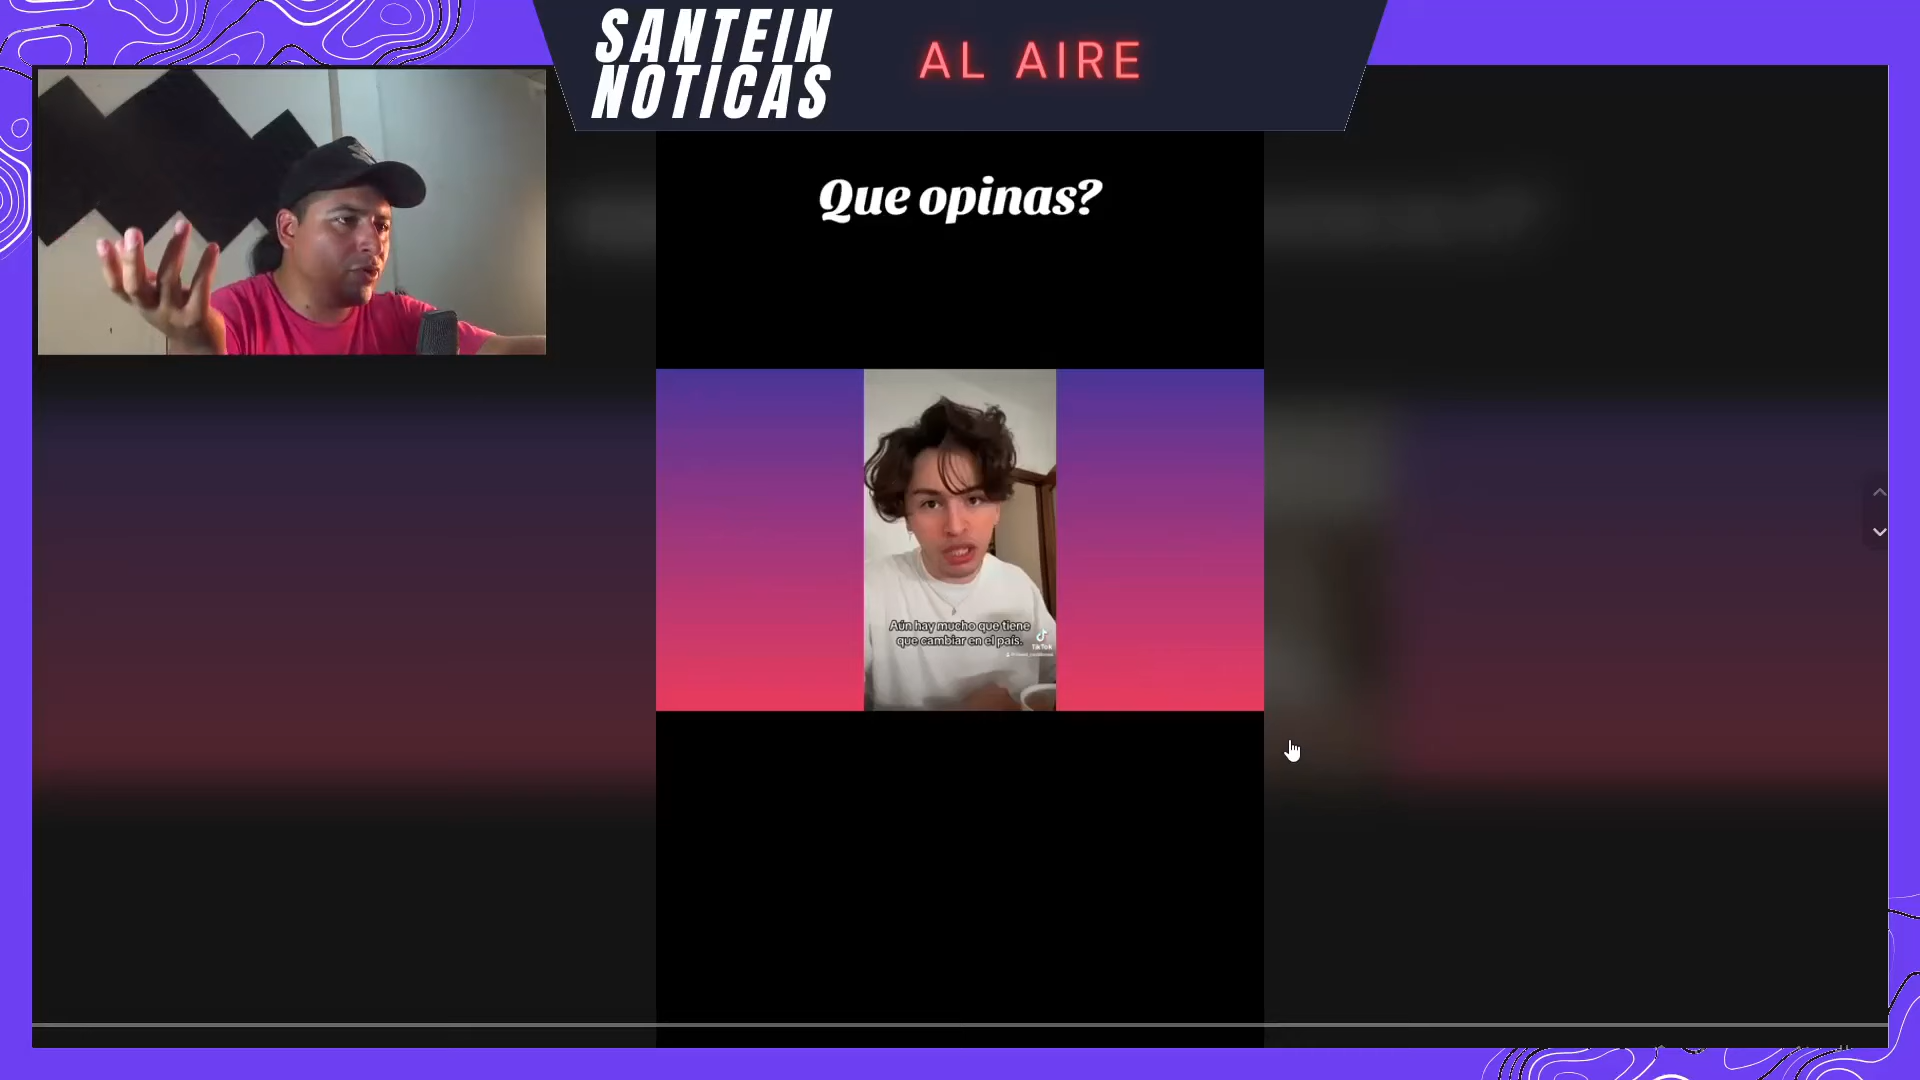 SANTEIN
NOTICAS
AL AIRE
Que opinas?
Aún hay mucho que tiene
que cambiar en el país.
TikTok